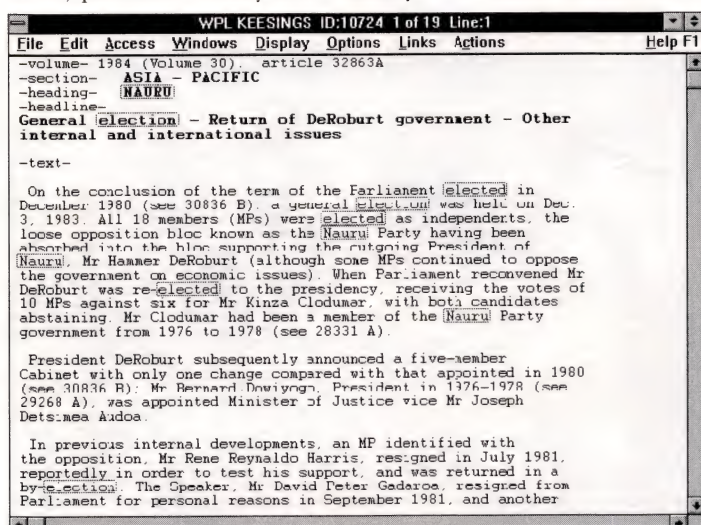 WPL KEESINGS ID:10724 1 of 19 Line:1
File Edit Access Windows Display Options Links Actions Help F1
-volume- 1984 (Volume 30). article 32863A
-section- ASIA - PACIFIC
-heading- NAURU
-headline-
General election - Return of DeRoburt government - Other
internal and international issues
-text-
On the conclusion of the term of the Farlianent elected in
December 1980 (see 30836 B). a general election was held on Dec.
3, 1983. All 18 members (MPs) were elected as independents, the
loose opposition bloc known as the Nauru Party having been
absorbed into the bloc supporting the outgoing President of
Nauru, Mr Hammer DeRoburt (although some MPs continued to oppose
the government on economic issues). When Parliament reconvened Mr
DeRoburt was re-elected to the presidency, receiving the votes of
10 MPs against six for Mr Kinza Clodumar, with both candidates
abstaining. Mr Clodumar had been a member of the Nauru Party
government from 1976 to 1978 (see 28331 A).
President DeRoburt subsequently announced a five-member
Cabinet with only one change compared with that appointed in 1980
(see 30836 B): Mr Bernard Dowiyogo, President in 1976-1978 (see
29268 A), was appointed Minister of Justice vice Mr Joseph
Detsimea Audoa.
In previous internal developments, an MP identified with
the opposition, Mr Rene Reynaldo Harris, resigned in July 1981,
reportedly in order to test his support, and was returned in a
by-election. The Speaker, Mr David Peter Gadaroa, resigned from
Parliament for personal reasons in September 1981, and another